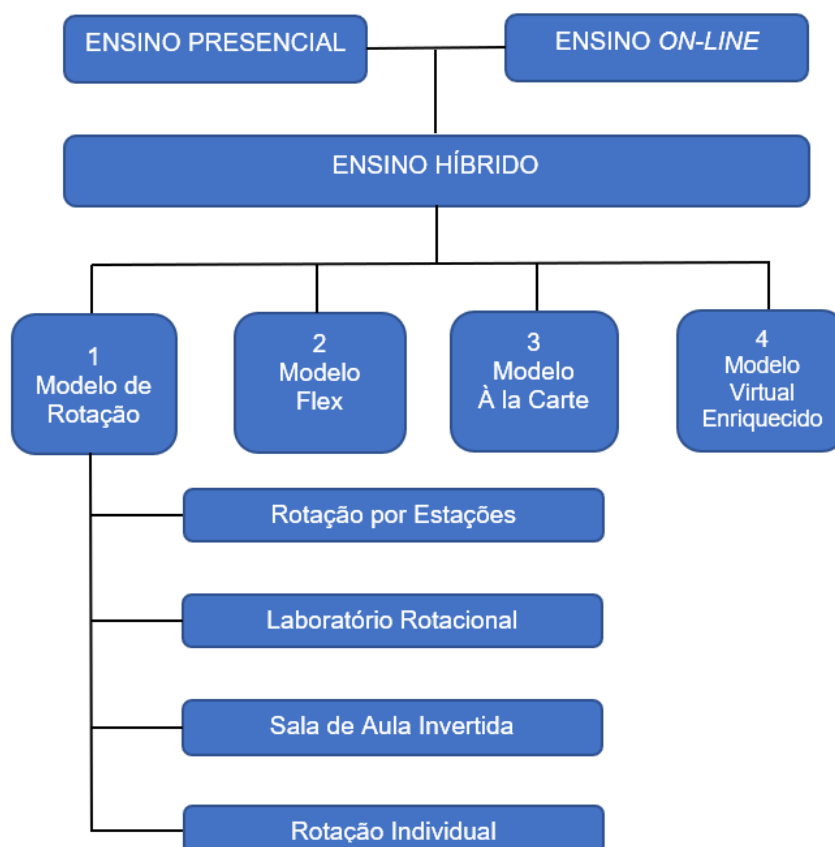 ENSINO PRESENCIAL
ENSINO ON-LINE
ENSINO HÍBRIDO
1
Modelo de
Rotação
2
Modelo
Flex
3
Modelo
À la Carte
4
Modelo
Virtual
Enriquecido
Rotação por Estações
Laboratório Rotacional
Sala de Aula Invertida
Rotação Individual